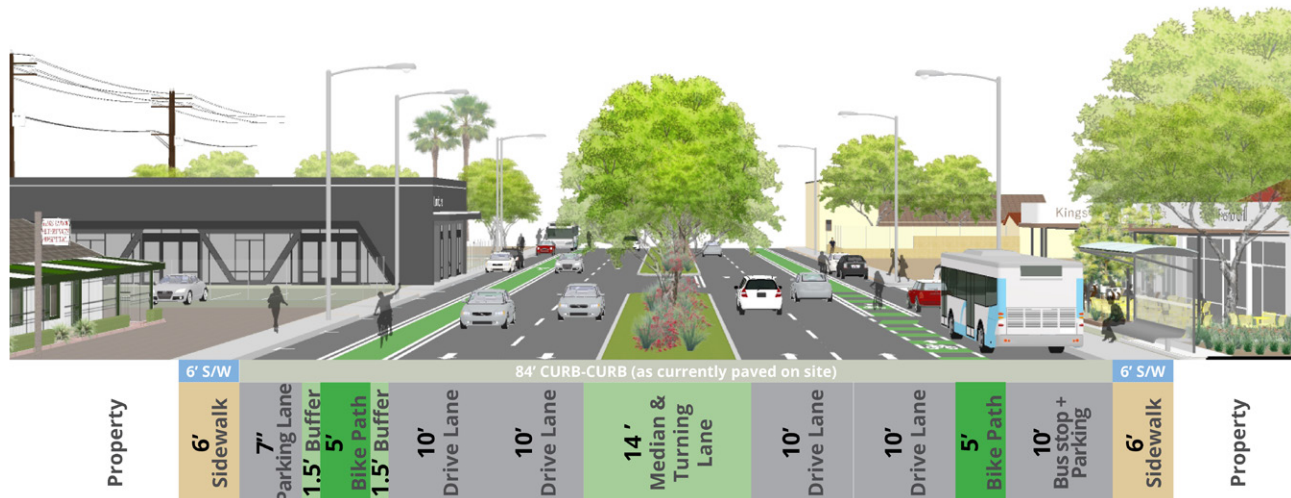 Kings
6’ S/W
84’ CURB-CURB (as currently paved on site)
6’ S/W
Property
6’
Sidewalk
7”
Parking Lane
1.5’ Buffer
5’
Bike Path
1.5’ Buffer
10’
Drive Lane
10’
Drive Lane
14 ’
Median &
Turning
Lane
10’
Drive Lane
10’
Drive Lane
5’
Bike Path
10’
Bus stop +
Parking
6’
Sidewalk
Property